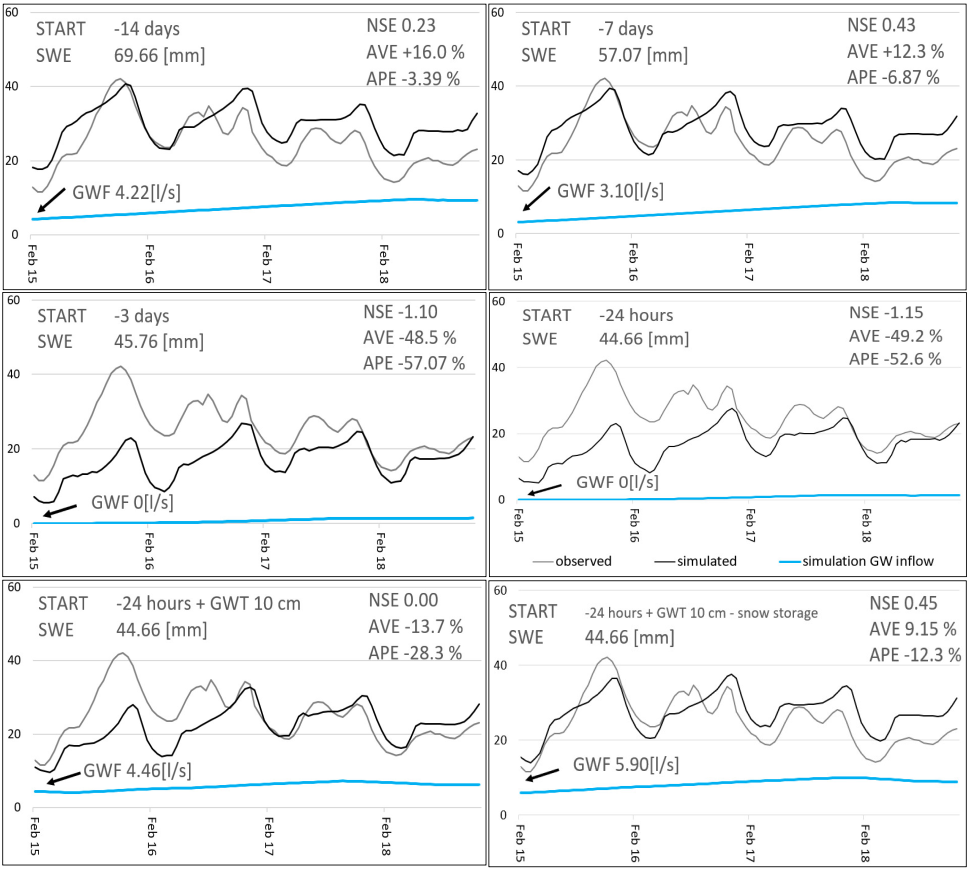 60
START -14 days NSE 0.23
SWE 69.66 [mm] AVE +16.0 %
APE -3.39 %
40
20
GWF 4.22[l/s]
0
Feb 15 Feb 16 Feb 17 Feb 18
60
START -7 days NSE 0.43
SWE 57.07 [mm] AVE +12.3 %
APE -6.87 %
40
20
GWF 3.10[l/s]
0
Feb 15 Feb 16 Feb 17 Feb 18
60
START -3 days NSE -1.10
SWE 45.76 [mm] AVE -48.5 %
APE -57.07 %
40
20
GWF 0[l/s]
0
Feb 15 Feb 16 Feb 17 Feb 18
60
START -24 hours NSE -1.15
SWE 44.66 [mm] AVE -49.2 %
APE -52.6 %
40
20
GWF 0[l/s]
0
Feb 15 Feb 16 Feb 17 Feb 18
observed simulated simulation GW inflow
60
START -24 hours + GWT 10 cm NSE 0.00
SWE 44.66 [mm] AVE -13.7 %
APE -28.3 %
40
20
GWF 4.46[l/s]
0
Feb 15 Feb 16 Feb 17 Feb 18
60
START -24 hours + GWT 10 cm - snow storage NSE 0.45
SWE 44.66 [mm] AVE 9.15 %
APE -12.3 %
40
20
GWF 5.90[l/s]
0
Feb 15 Feb 16 Feb 17 Feb 18